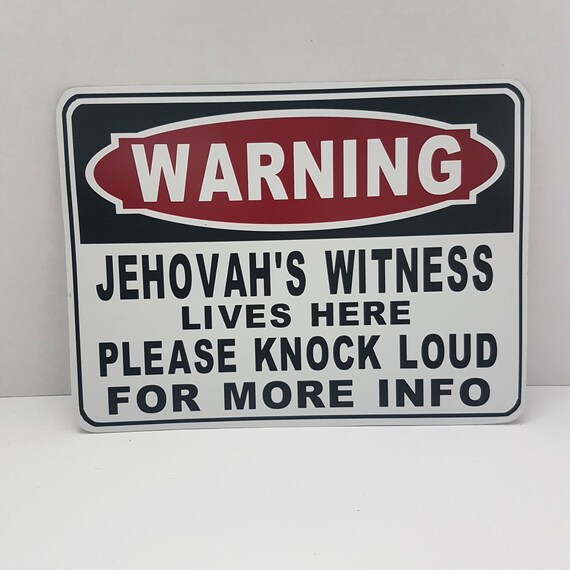 WARNING
JEHOVAH'S WITNESS
LIVES HERE
PLEASE KNOCK LOUD
FOR MORE INFO